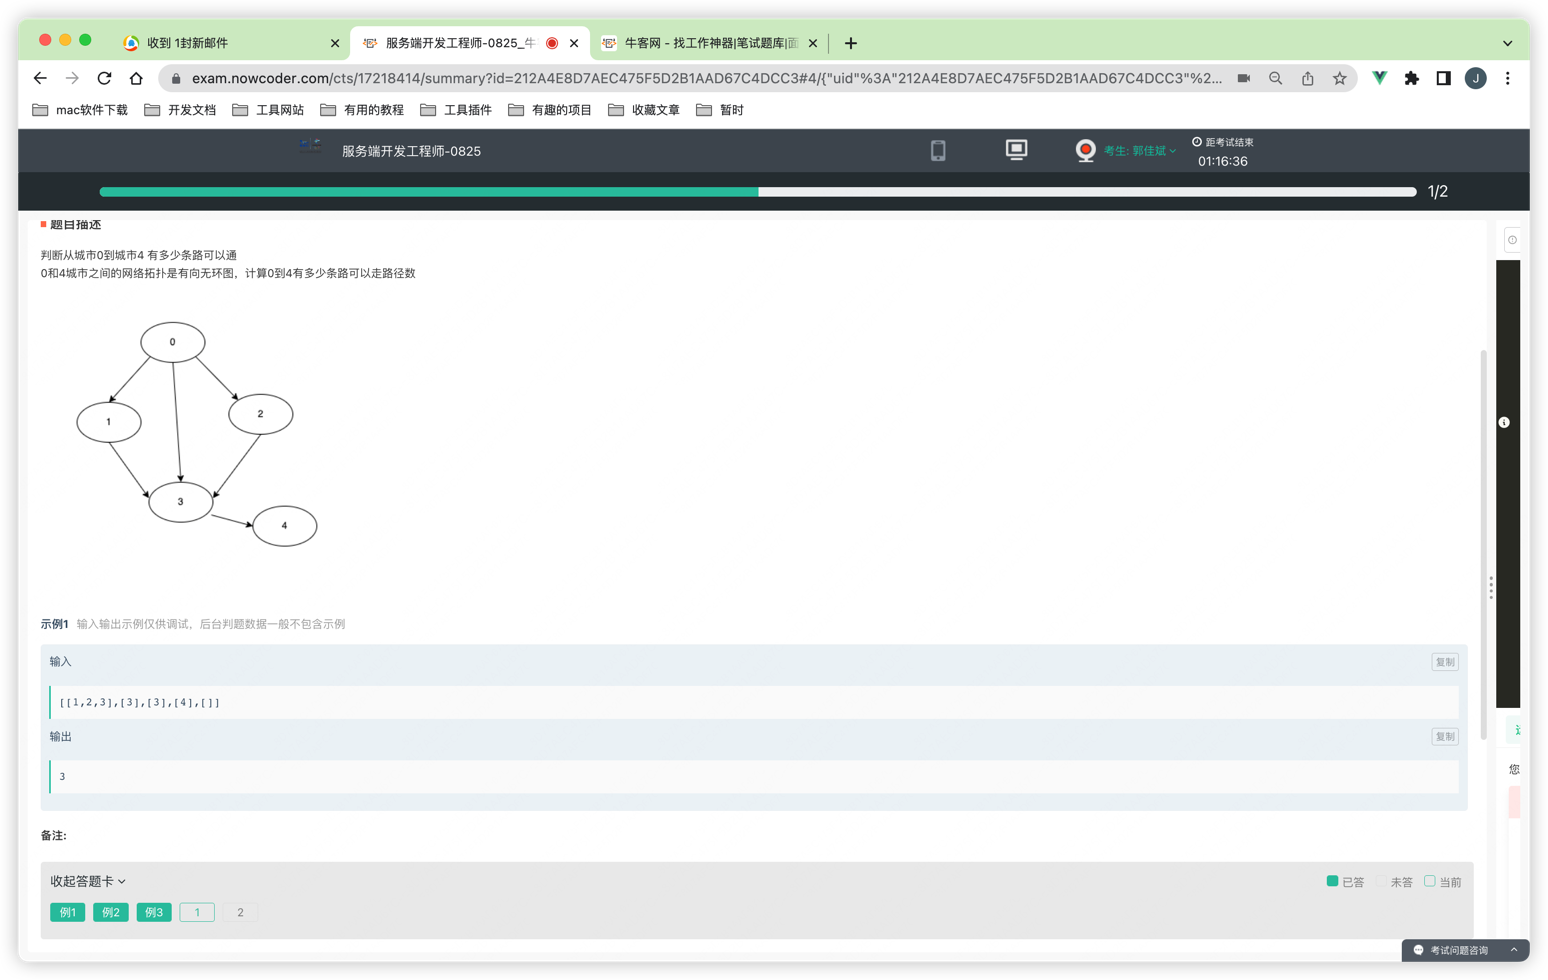 收到 1封新邮件
服务端开发工程师-0825_牛
牛客网 - 找工作神器|笔试题库|面
exam.nowcoder.com/cts/17218414/summary?id=212A4E8D7AEC475F5D2B1AAD67C4DCC3#4/{"uid"%3A"212A4E8D7AEC475F5D2B1AAD67C4DCC3"%2...
J
mac软件下载 开发文档 工具网站 有用的教程 工具插件 有趣的项目 收藏文章 暂时
服务端开发工程师-0825
考生: 郭佳斌
距考试结束
01:16:36
1/2
题目描述
判断从城市0到城市4 有多少条路可以通
0和4城市之间的网络拓扑是有向无环图，计算0到4有多少条路可以走路径数
0
1
2
3
4
示例1 输入输出示例仅供调试，后台判题数据一般不包含示例
输入 复制
[[1,2,3],[3],[3],[4],[]]
输出 复制
3
备注:
收起答题卡 已答 未答 当前
例1 例2 例3 1 2
您
考试问题咨询